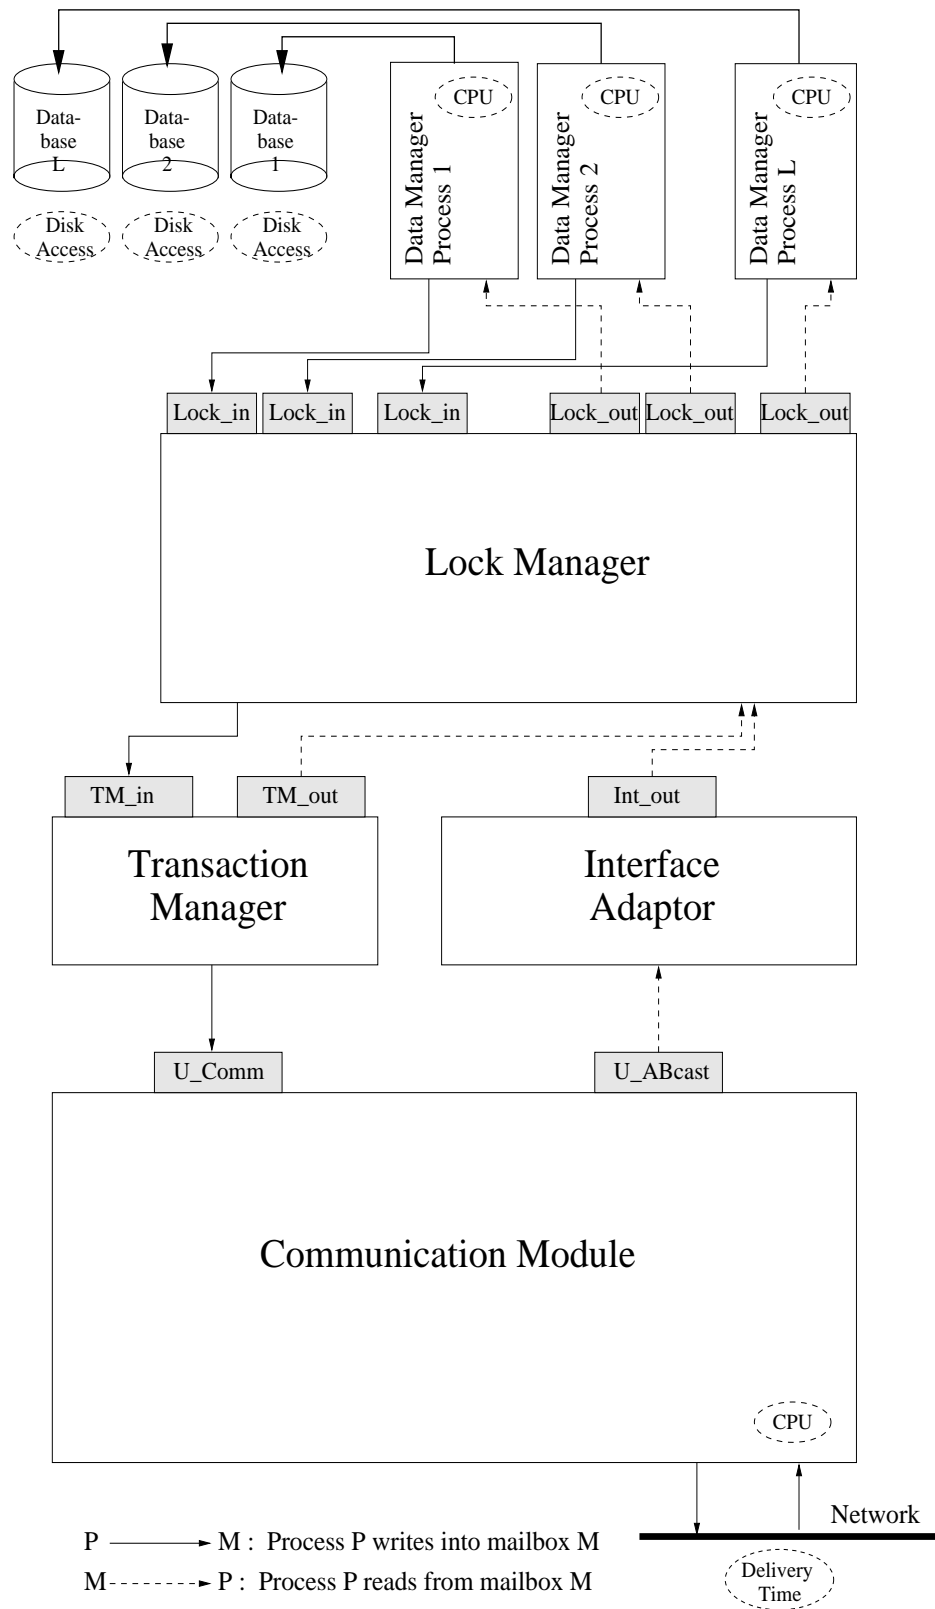 Data-
base
L
Data-
base
2
Data-
base
1
Disk
Access
Disk
Access
Disk
Access
CPU
Data Manager
Process 1
CPU
Data Manager
Process 2
CPU
Data Manager
Process L
Lock_in
Lock_in
Lock_in
Lock_out
Lock_out
Lock_out
Lock Manager
TM_in
TM_out
Int_out
Transaction
Manager
Interface
Adaptor
U_Comm
U_ABcast
Communication Module
CPU
Network
Delivery
Time
P M : Process P writes into mailbox M
M P : Process P reads from mailbox M